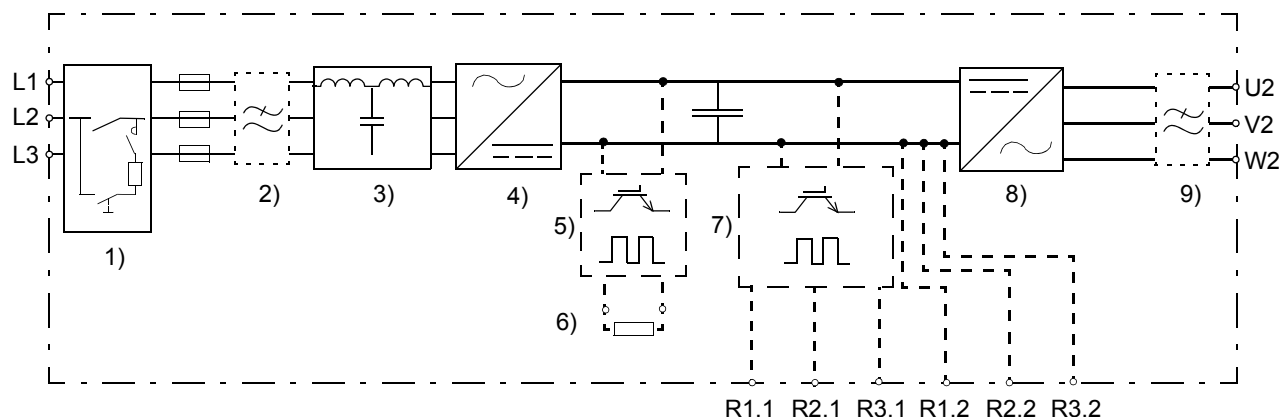 L1
L2
L3
U2
V2
W2
1)
2)
3)
4)
5)
6)
7)
8)
9)
R1.1 R2.1 R3.1 R1.2 R2.2 R3.2